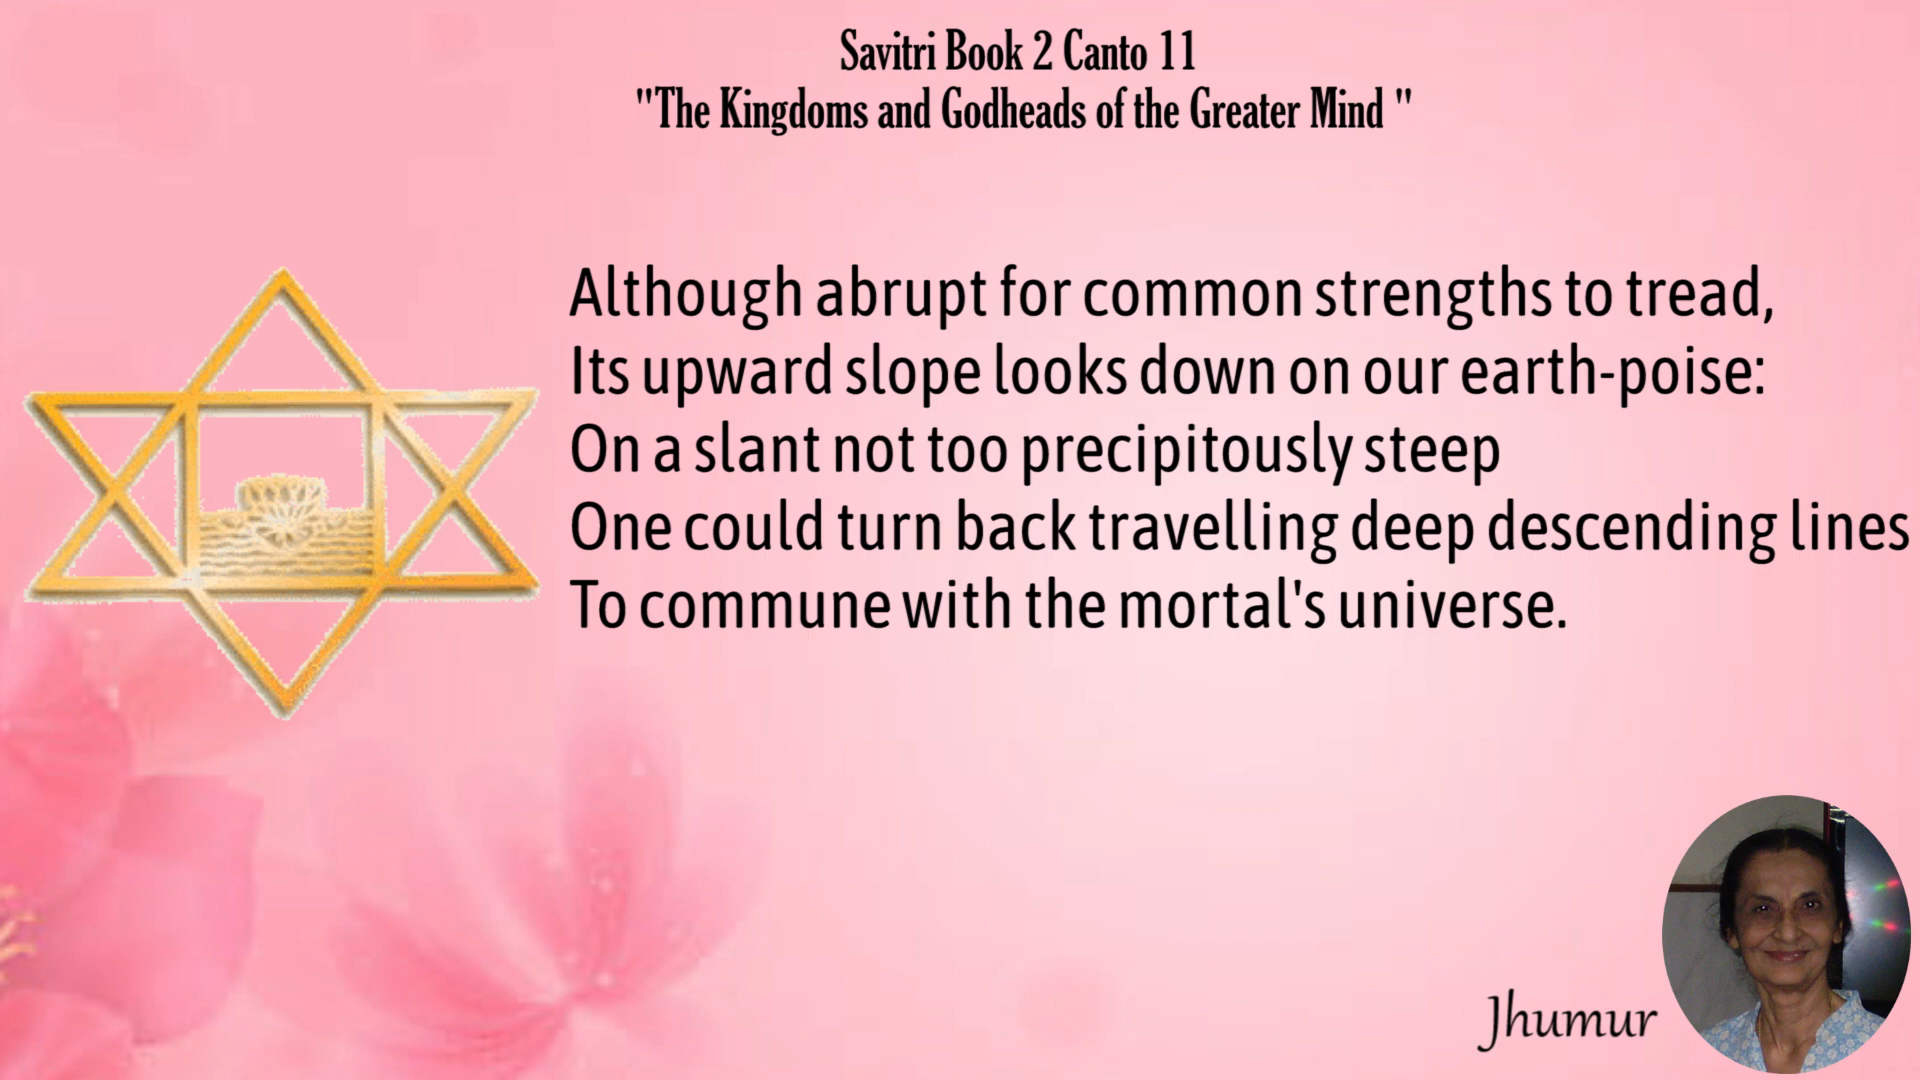 Savitri Book 2 Canto 11
"The Kingdoms and Godheads of the Greater Mind "
Although abrupt for common strengths to tread,
Its upward slope looks down on our earth-poise:
On a slant not too precipitously steep
One could turn back travelling deep descending lines
To commune with the mortal's universe.
Jhumur